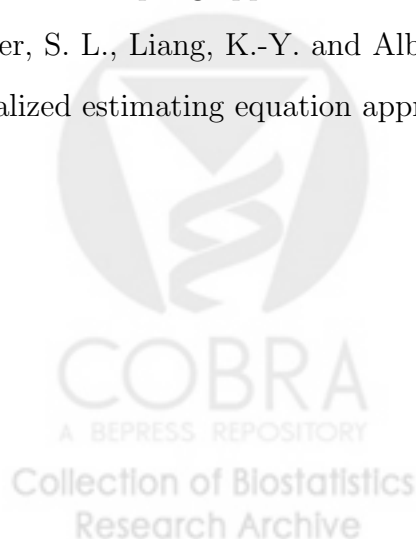 er, S. L., Liang, K.-Y. and Alb
alized estimating equation appr
COBRA
A BEPRESS REPOSITORY
Collection of Biostatistics
Research Archive